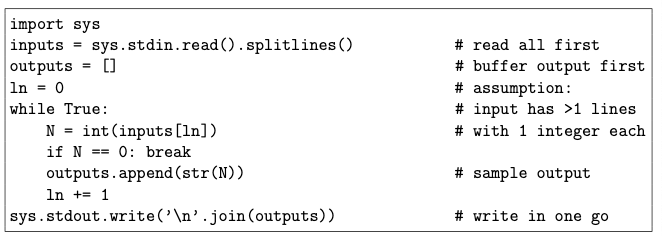 import sys
inputs = sys.stdin.read().splitlines() # read all first
outputs = [] # buffer output first
ln = 0 # assumption:
while True: # input has >1 lines
    N = int(inputs[ln]) # with 1 integer each
    if N == 0: break
    outputs.append(str(N)) # sample output
    ln += 1
sys.stdout.write('\n'.join(outputs)) # write in one go